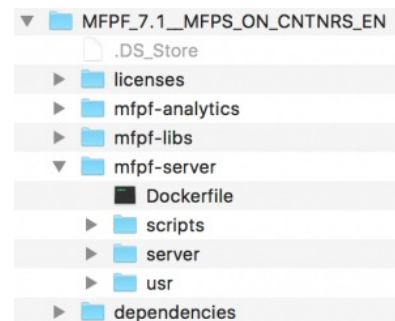 MFPF_7.1__MFPS_ON_CNTNRS_EN
.DS_Store
licenses
mfpf-analytics
mfpf-libs
mfpf-server
Dockerfile
scripts
server
usr
dependencies